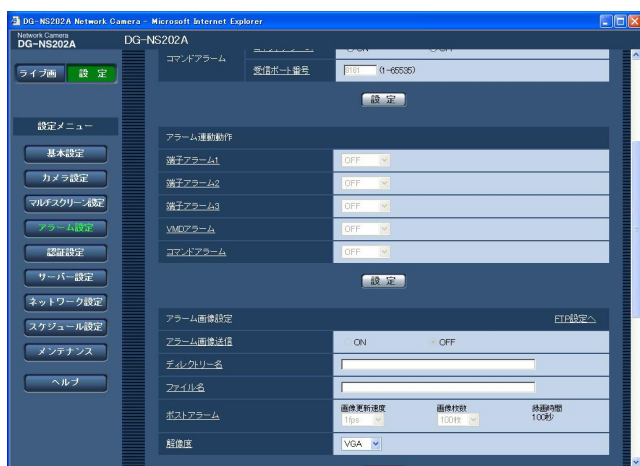 DG-NS202A Network Camera - Microsoft Internet Explorer
Network Camera
DG-NS202A
DG-NS202A
ライブ画
設 定
設定メニュー
基本設定
カメラ設定
マルチスクリーン設定
アラーム設定
認証設定
サーバー設定
ネットワーク設定
スケジュール設定
メンテナンス
ヘルプ
コマンドアラーム
受信ポート番号
8181 (1-65535)
設 定
アラーム連動動作
端子アラーム1 OFF
端子アラーム2 OFF
端子アラーム3 OFF
VMDアラーム OFF
コマンドアラーム OFF
設 定
アラーム画像設定 FTP設定へ
アラーム画像送信 ON OFF
ディレクトリー名
ファイル名
ポストアラーム
画像更新速度 画像枚数 録画時間
1fps 100枚 100秒
解像度 VGA